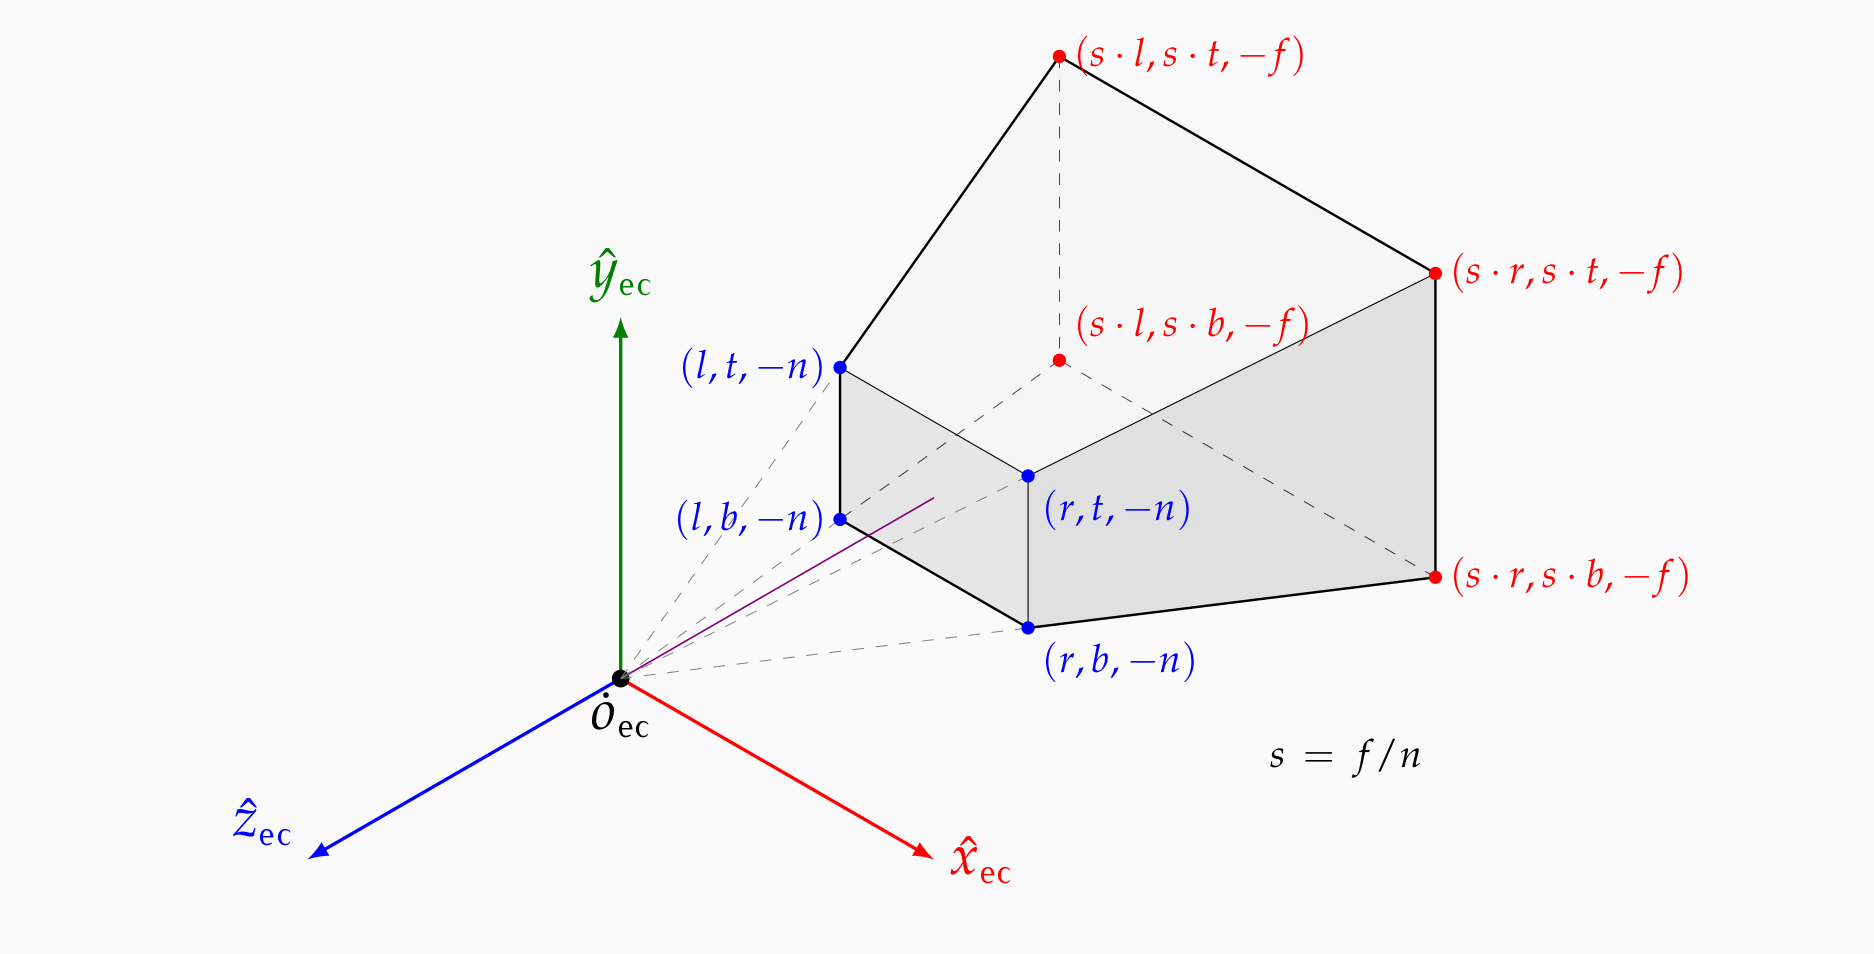 (s · l, s · t, −f)
ŷec
(s · r, s · t, −f)
(s · l, s · b, −f)
(l, t, −n)
(l, b, −n)
(r, t, −n)
(s · r, s · b, −f)
(r, b, −n)
ȯec
s = f/n
ẑec
x̂ec